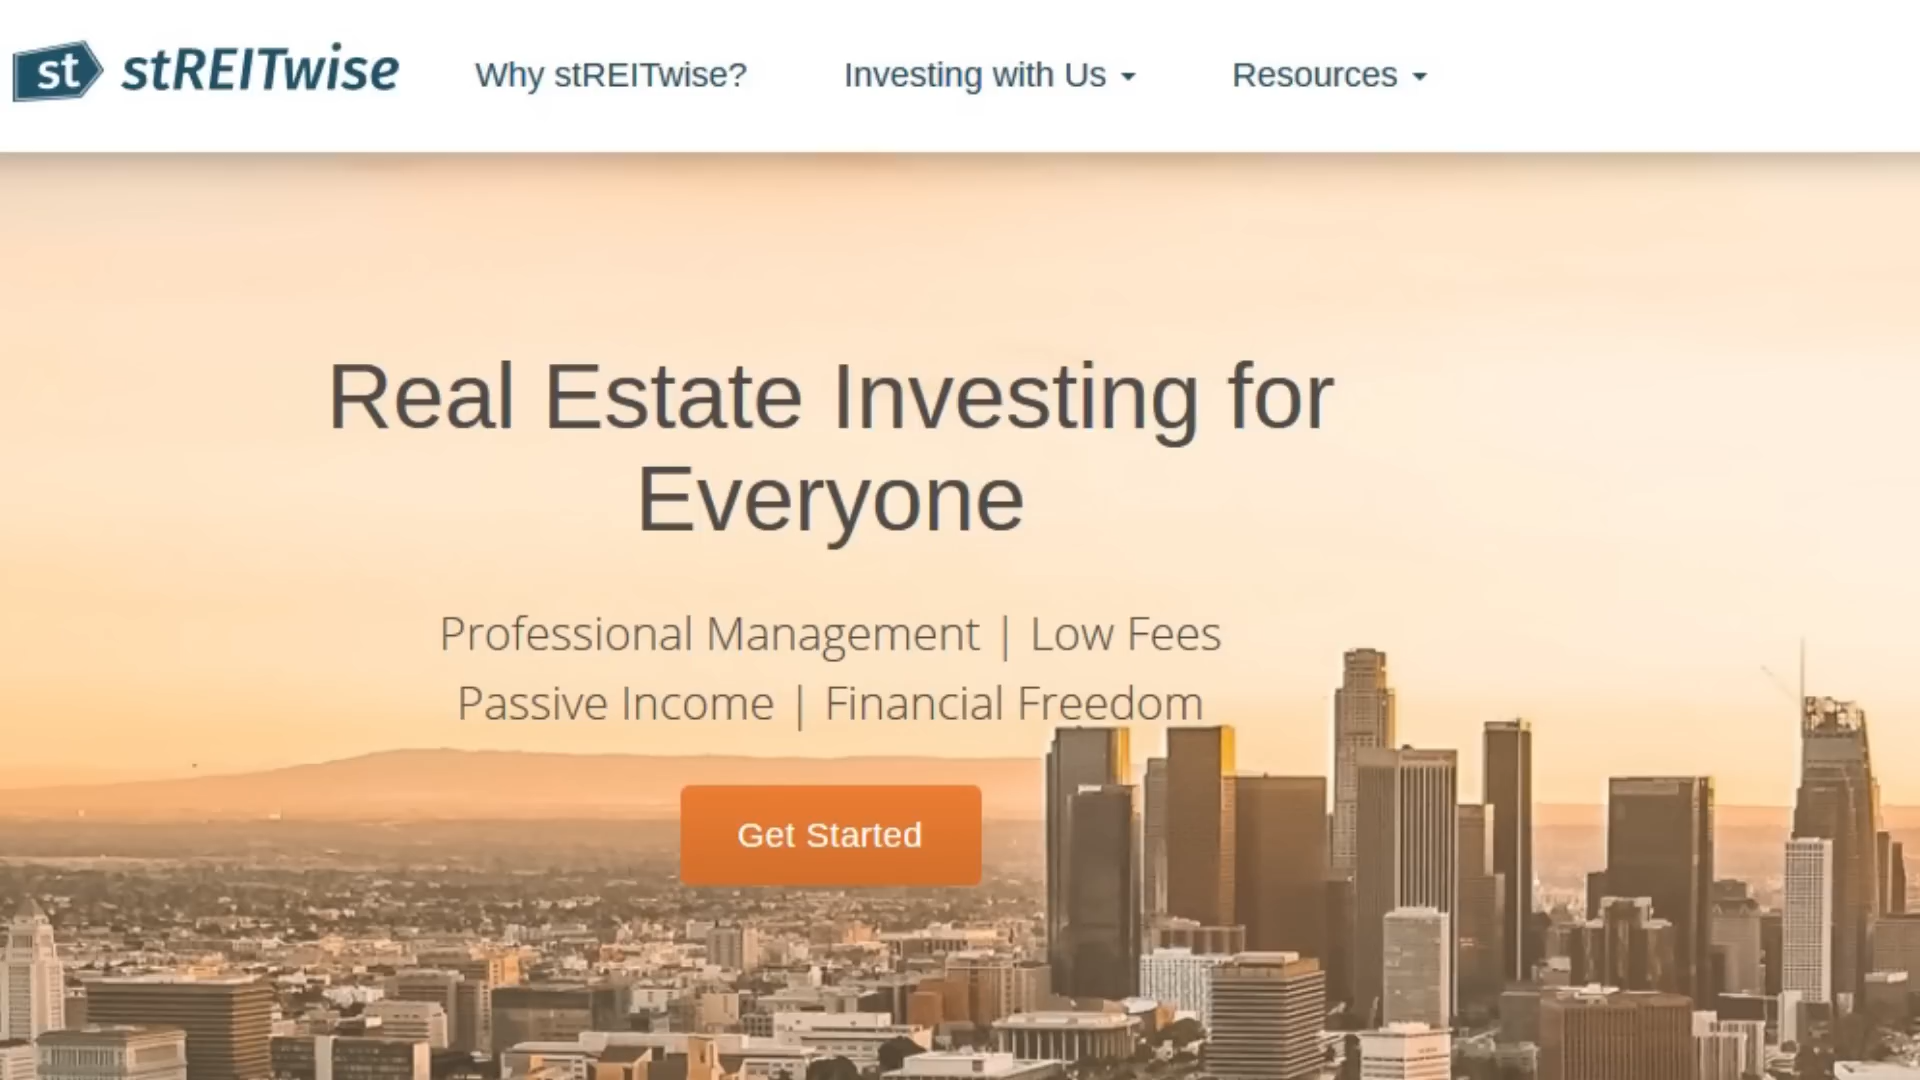 st stREITwise Why stREITwise? Investing with Us Resources
Real Estate Investing for
Everyone
Professional Management | Low Fees
Passive Income | Financial Freedom
Get Started